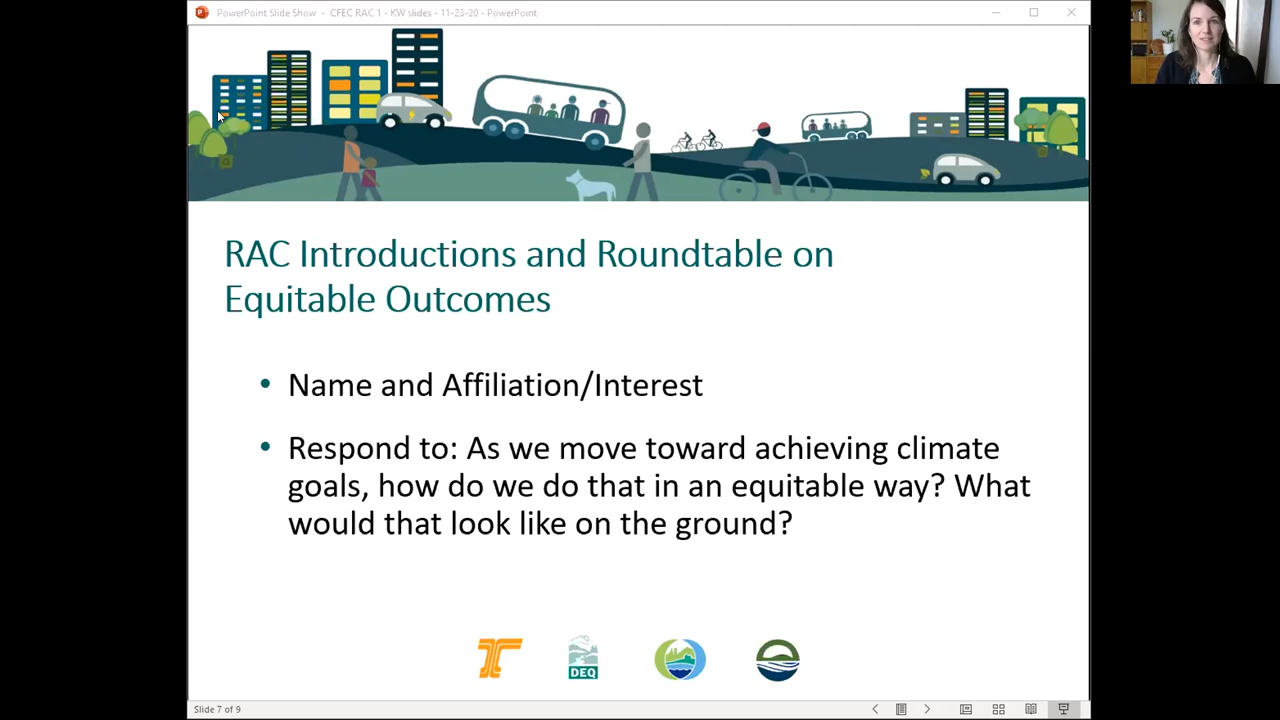 PowerPoint Slide Show - CFEC RAC 1 - KW slides - 11-23-20 - PowerPoint
RAC Introductions and Roundtable on
Equitable Outcomes
• Name and Affiliation/Interest
• Respond to: As we move toward achieving climate
goals, how do we do that in an equitable way? What
would that look like on the ground?
DEQ
Slide 7 of 9